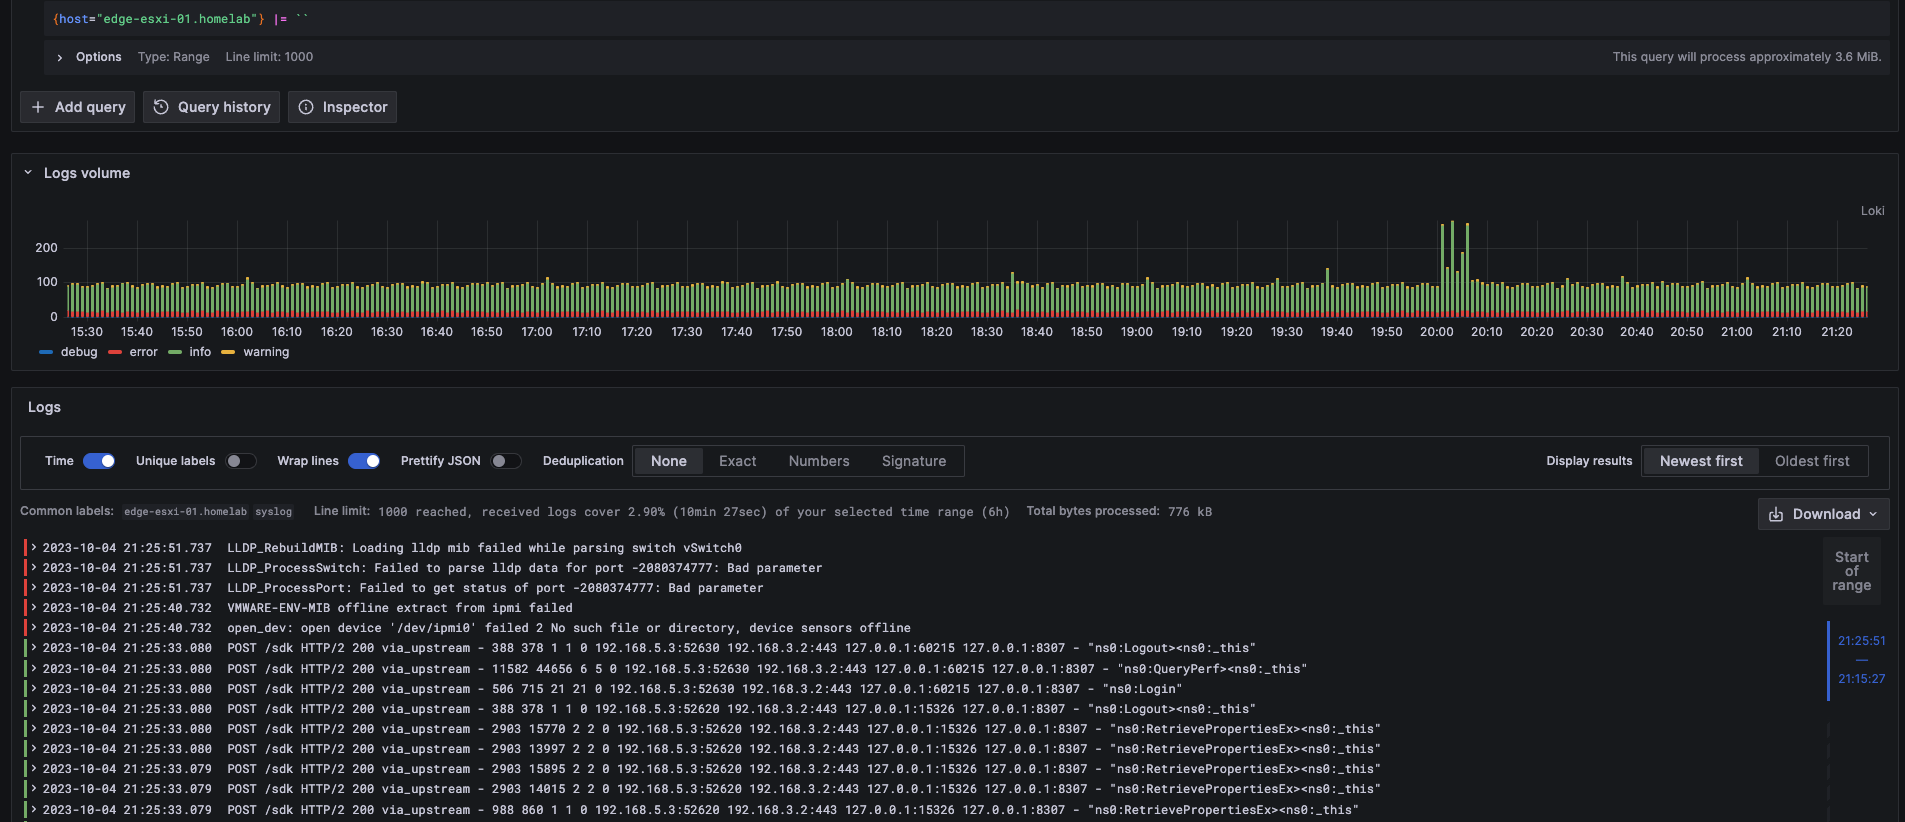 {host="edge-esxi-01.homelab"} |= ``
Options Type: Range Line limit: 1000 This query will process approximately 3.6 MiB.
Add query Query history Inspector
Logs volume
Loki
200
100
0
15:30 15:40 15:50 16:00 16:10 16:20 16:30 16:40 16:50 17:00 17:10 17:20 17:30 17:40 17:50 18:00 18:10 18:20 18:30 18:40 18:50 19:00 19:10 19:20 19:30 19:40 19:50 20:00 20:10 20:20 20:30 20:40 20:50 21:00 21:10 21:20
debug error info warning
Logs
Time Unique labels Wrap lines Prettify JSON Deduplication None Exact Numbers Signature Display results Newest first Oldest first
Common labels: edge-esxi-01.homelab syslog Line limit: 1000 reached, received logs cover 2.90% (10min 27sec) of your selected time range (6h) Total bytes processed: 776 kB
Download
2023-10-04 21:25:51.737 LLDP_RebuildMIB: Loading lldp mib failed while parsing switch vSwitch0
2023-10-04 21:25:51.737 LLDP_ProcessSwitch: Failed to parse lldp data for port -2080374777: Bad parameter
2023-10-04 21:25:51.737 LLDP_ProcessPort: Failed to get status of port -2080374777: Bad parameter
2023-10-04 21:25:40.732 VMWARE-ENV-MIB offline extract from ipmi failed
2023-10-04 21:25:40.732 open_dev: open device '/dev/ipmi0' failed 2 No such file or directory, device sensors offline
2023-10-04 21:25:33.080 POST /sdk HTTP/2 200 via_upstream - 388 378 1 1 0 192.168.5.3:52630 192.168.3.2:443 127.0.0.1:60215 127.0.0.1:8307 - "ns0:Logout><ns0:_this"
2023-10-04 21:25:33.080 POST /sdk HTTP/2 200 via_upstream - 11582 44656 6 5 0 192.168.5.3:52630 192.168.3.2:443 127.0.0.1:60215 127.0.0.1:8307 - "ns0:QueryPerf><ns0:_this"
2023-10-04 21:25:33.080 POST /sdk HTTP/2 200 via_upstream - 506 715 21 21 0 192.168.5.3:52630 192.168.3.2:443 127.0.0.1:60215 127.0.0.1:8307 - "ns0:Login"
2023-10-04 21:25:33.080 POST /sdk HTTP/2 200 via_upstream - 388 378 1 1 0 192.168.5.3:52620 192.168.3.2:443 127.0.0.1:15326 127.0.0.1:8307 - "ns0:Logout><ns0:_this"
2023-10-04 21:25:33.080 POST /sdk HTTP/2 200 via_upstream - 2903 15770 2 2 0 192.168.5.3:52620 192.168.3.2:443 127.0.0.1:15326 127.0.0.1:8307 - "ns0:RetrievePropertiesEx><ns0:_this"
2023-10-04 21:25:33.080 POST /sdk HTTP/2 200 via_upstream - 2903 13997 2 2 0 192.168.5.3:52620 192.168.3.2:443 127.0.0.1:15326 127.0.0.1:8307 - "ns0:RetrievePropertiesEx><ns0:_this"
2023-10-04 21:25:33.079 POST /sdk HTTP/2 200 via_upstream - 2903 15895 2 2 0 192.168.5.3:52620 192.168.3.2:443 127.0.0.1:15326 127.0.0.1:8307 - "ns0:RetrievePropertiesEx><ns0:_this"
2023-10-04 21:25:33.079 POST /sdk HTTP/2 200 via_upstream - 2903 14015 2 2 0 192.168.5.3:52620 192.168.3.2:443 127.0.0.1:15326 127.0.0.1:8307 - "ns0:RetrievePropertiesEx><ns0:_this"
2023-10-04 21:25:33.079 POST /sdk HTTP/2 200 via_upstream - 988 860 1 1 0 192.168.5.3:52620 192.168.3.2:443 127.0.0.1:15326 127.0.0.1:8307 - "ns0:RetrievePropertiesEx><ns0:_this"
Start
of
range
21:25:51
—
21:15:27